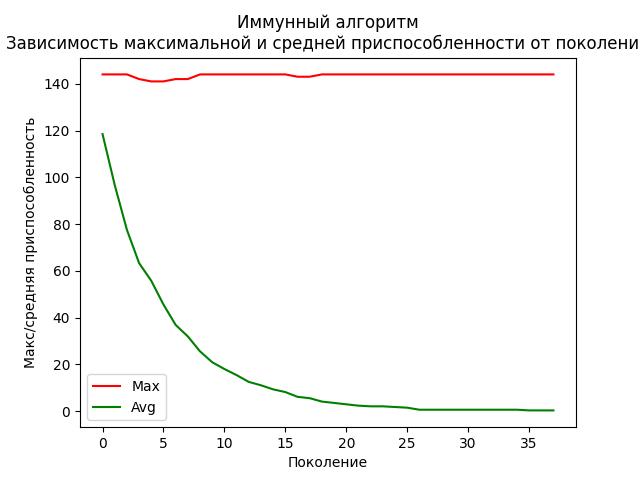 Иммунный алгоритм
Зависимость максимальной и средней приспособленности от поколени
Макс/средняя приспособленность
140
120
100
80
60
40
20
0
Max
Avg
0 5 10 15 20 25 30 35
Поколение